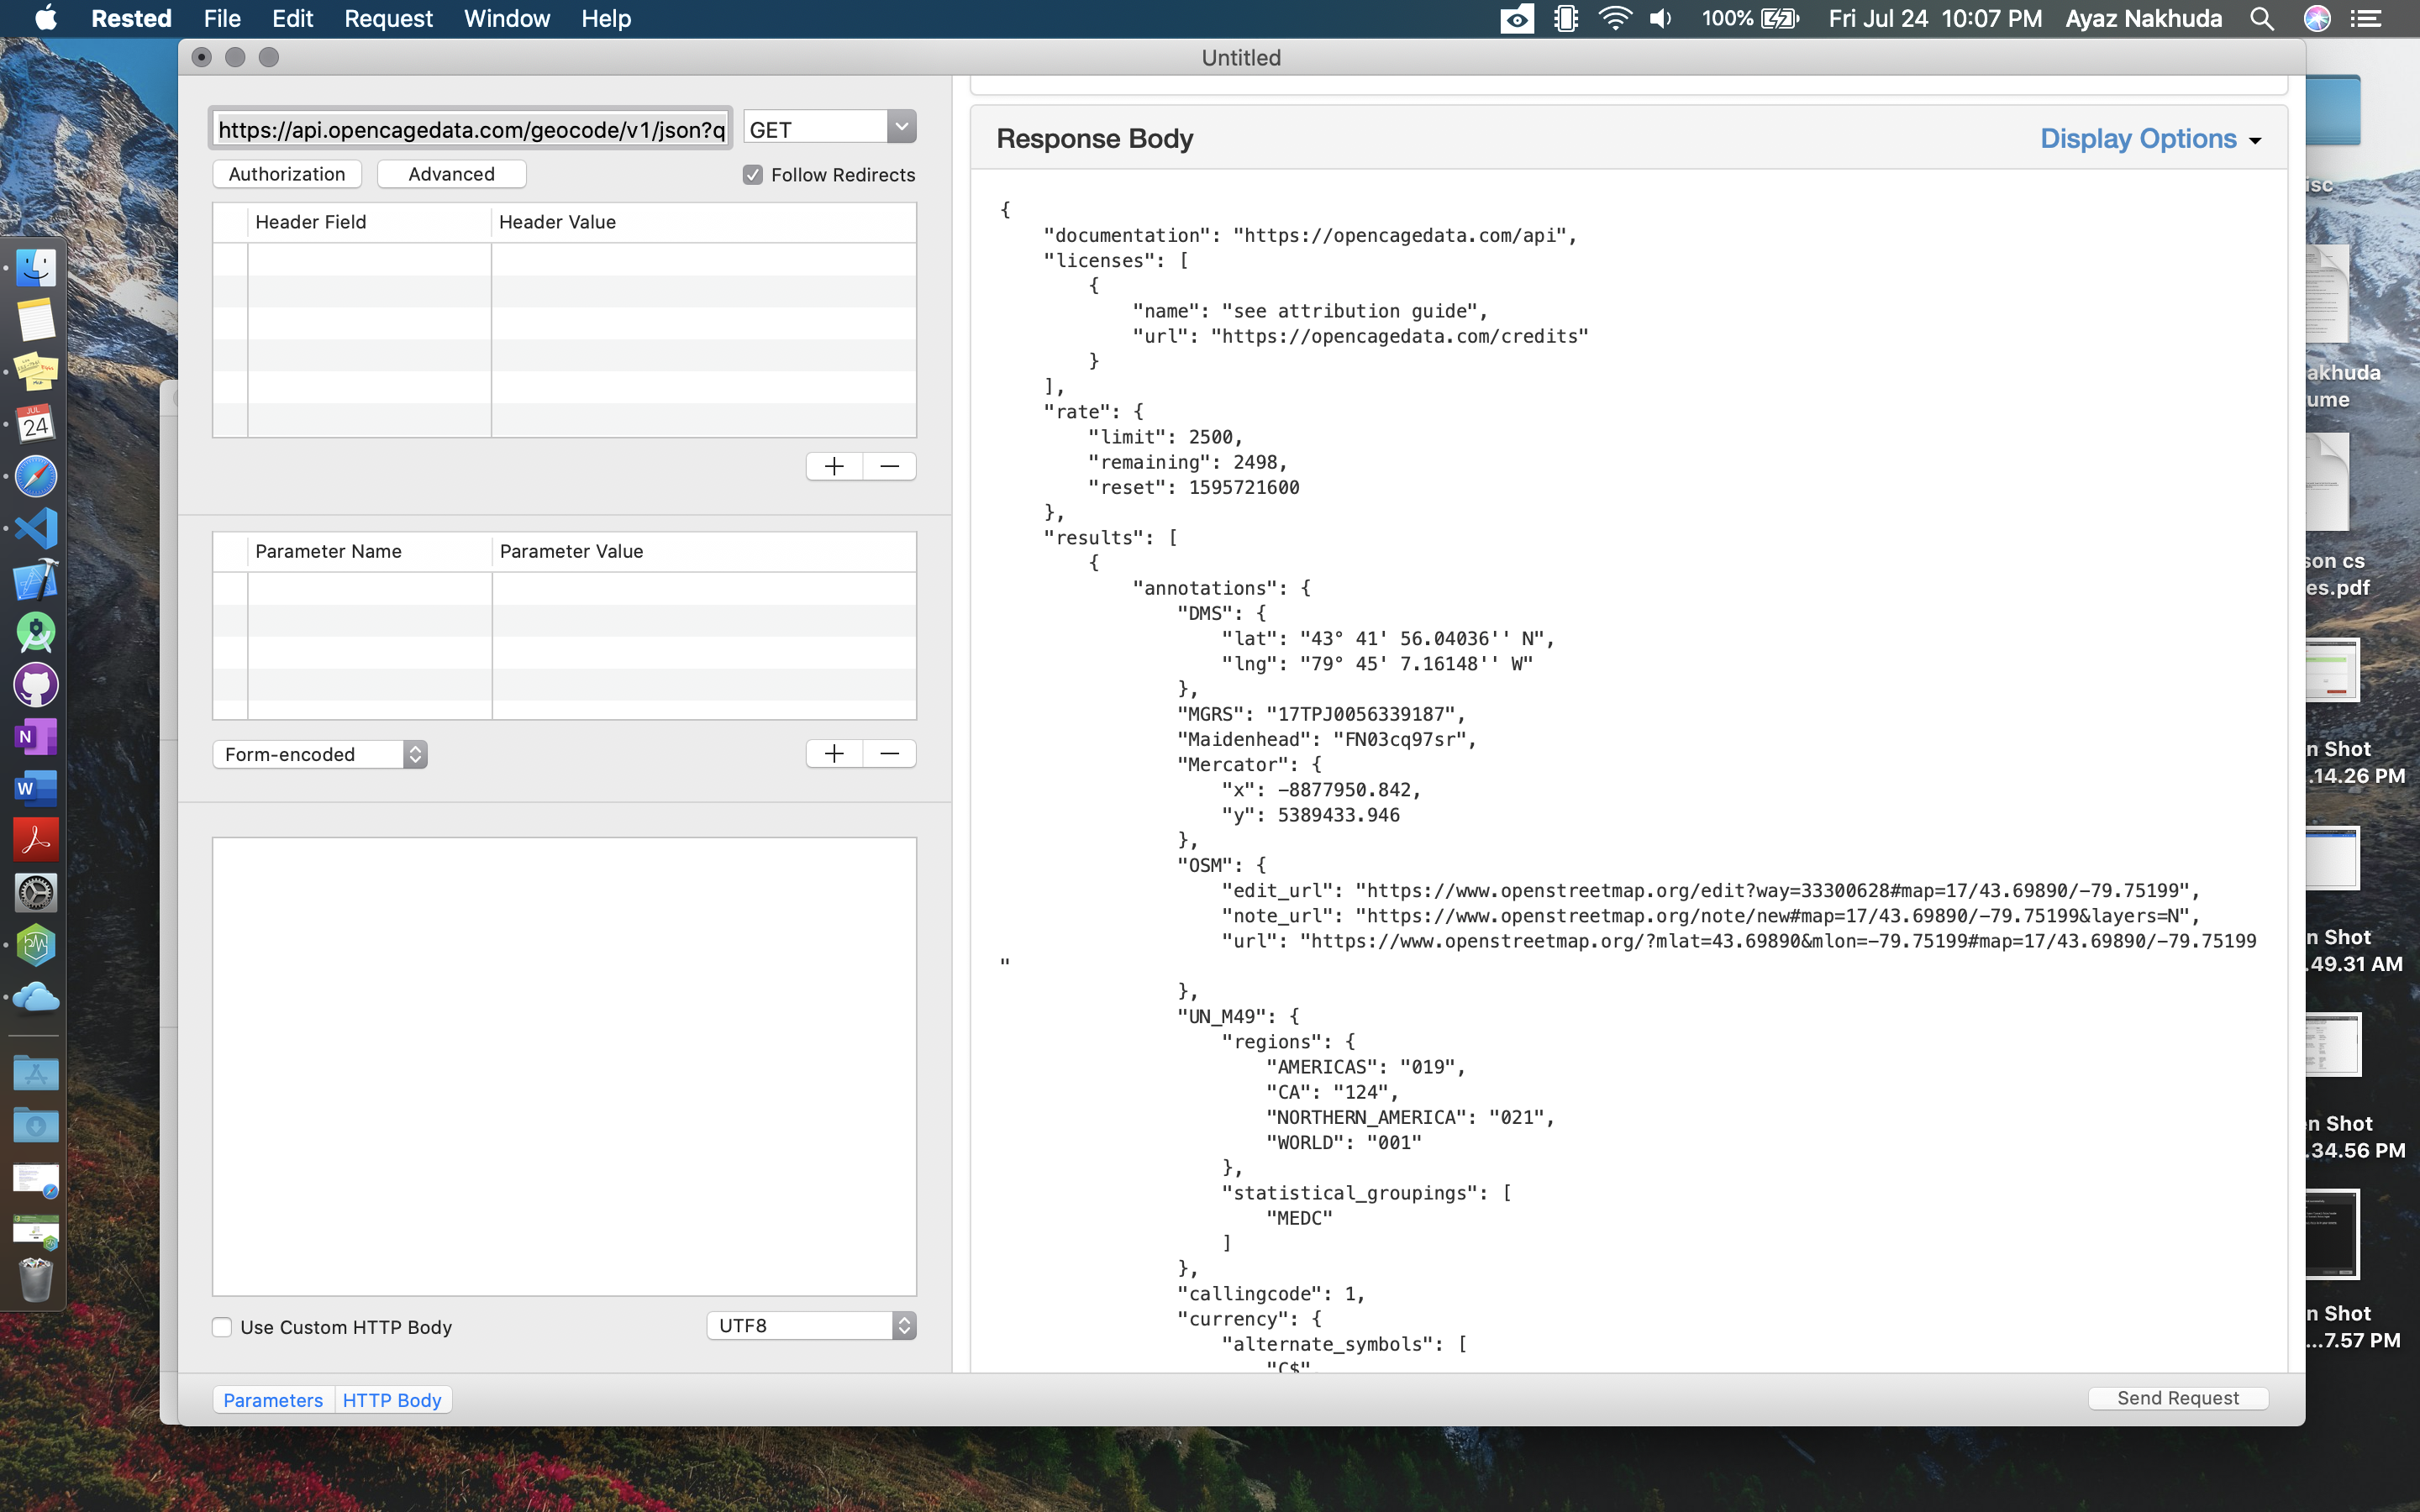 Rested File Edit Request Window Help 100% Fri Jul 24 10:07 PM Ayaz Nakhuda
Untitled
https://api.opencagedata.com/geocode/v1/json?q GET
Authorization Advanced Follow Redirects
Header Field Header Value
+ −
Parameter Name Parameter Value
Form-encoded + −
Use Custom HTTP Body UTF8
Parameters HTTP Body
Response Body Display Options
{
"documentation": "https://opencagedata.com/api",
"licenses": [
{
"name": "see attribution guide",
"url": "https://opencagedata.com/credits"
}
],
"rate": {
"limit": 2500,
"remaining": 2498,
"reset": 1595721600
},
"results": [
{
"annotations": {
"DMS": {
"lat": "43° 41' 56.04036'' N",
"lng": "79° 45' 7.16148'' W"
},
"MGRS": "17TPJ0056339187",
"Maidenhead": "FN03cq97sr",
"Mercator": {
"x": -8877950.842,
"y": 5389433.946
},
"OSM": {
"edit_url": "https://www.openstreetmap.org/edit?way=33300628#map=17/43.69890/-79.75199",
"note_url": "https://www.openstreetmap.org/note/new#map=17/43.69890/-79.75199&layers=N",
"url": "https://www.openstreetmap.org/?mlat=43.69890&mlon=-79.75199#map=17/43.69890/-79.75199
"
},
"UN_M49": {
"regions": {
"AMERICAS": "019",
"CA": "124",
"NORTHERN_AMERICA": "021",
"WORLD": "001"
},
"statistical_groupings": [
"MEDC"
]
},
"callingcode": 1,
"currency": {
"alternate_symbols": [
"C$"
Send Request
JUL
24
N
W
isc
akhuda
ume
son cs
es.pdf
n Shot
.14.26 PM
n Shot
.49.31 AM
n Shot
.34.56 PM
n Shot
...7.57 PM